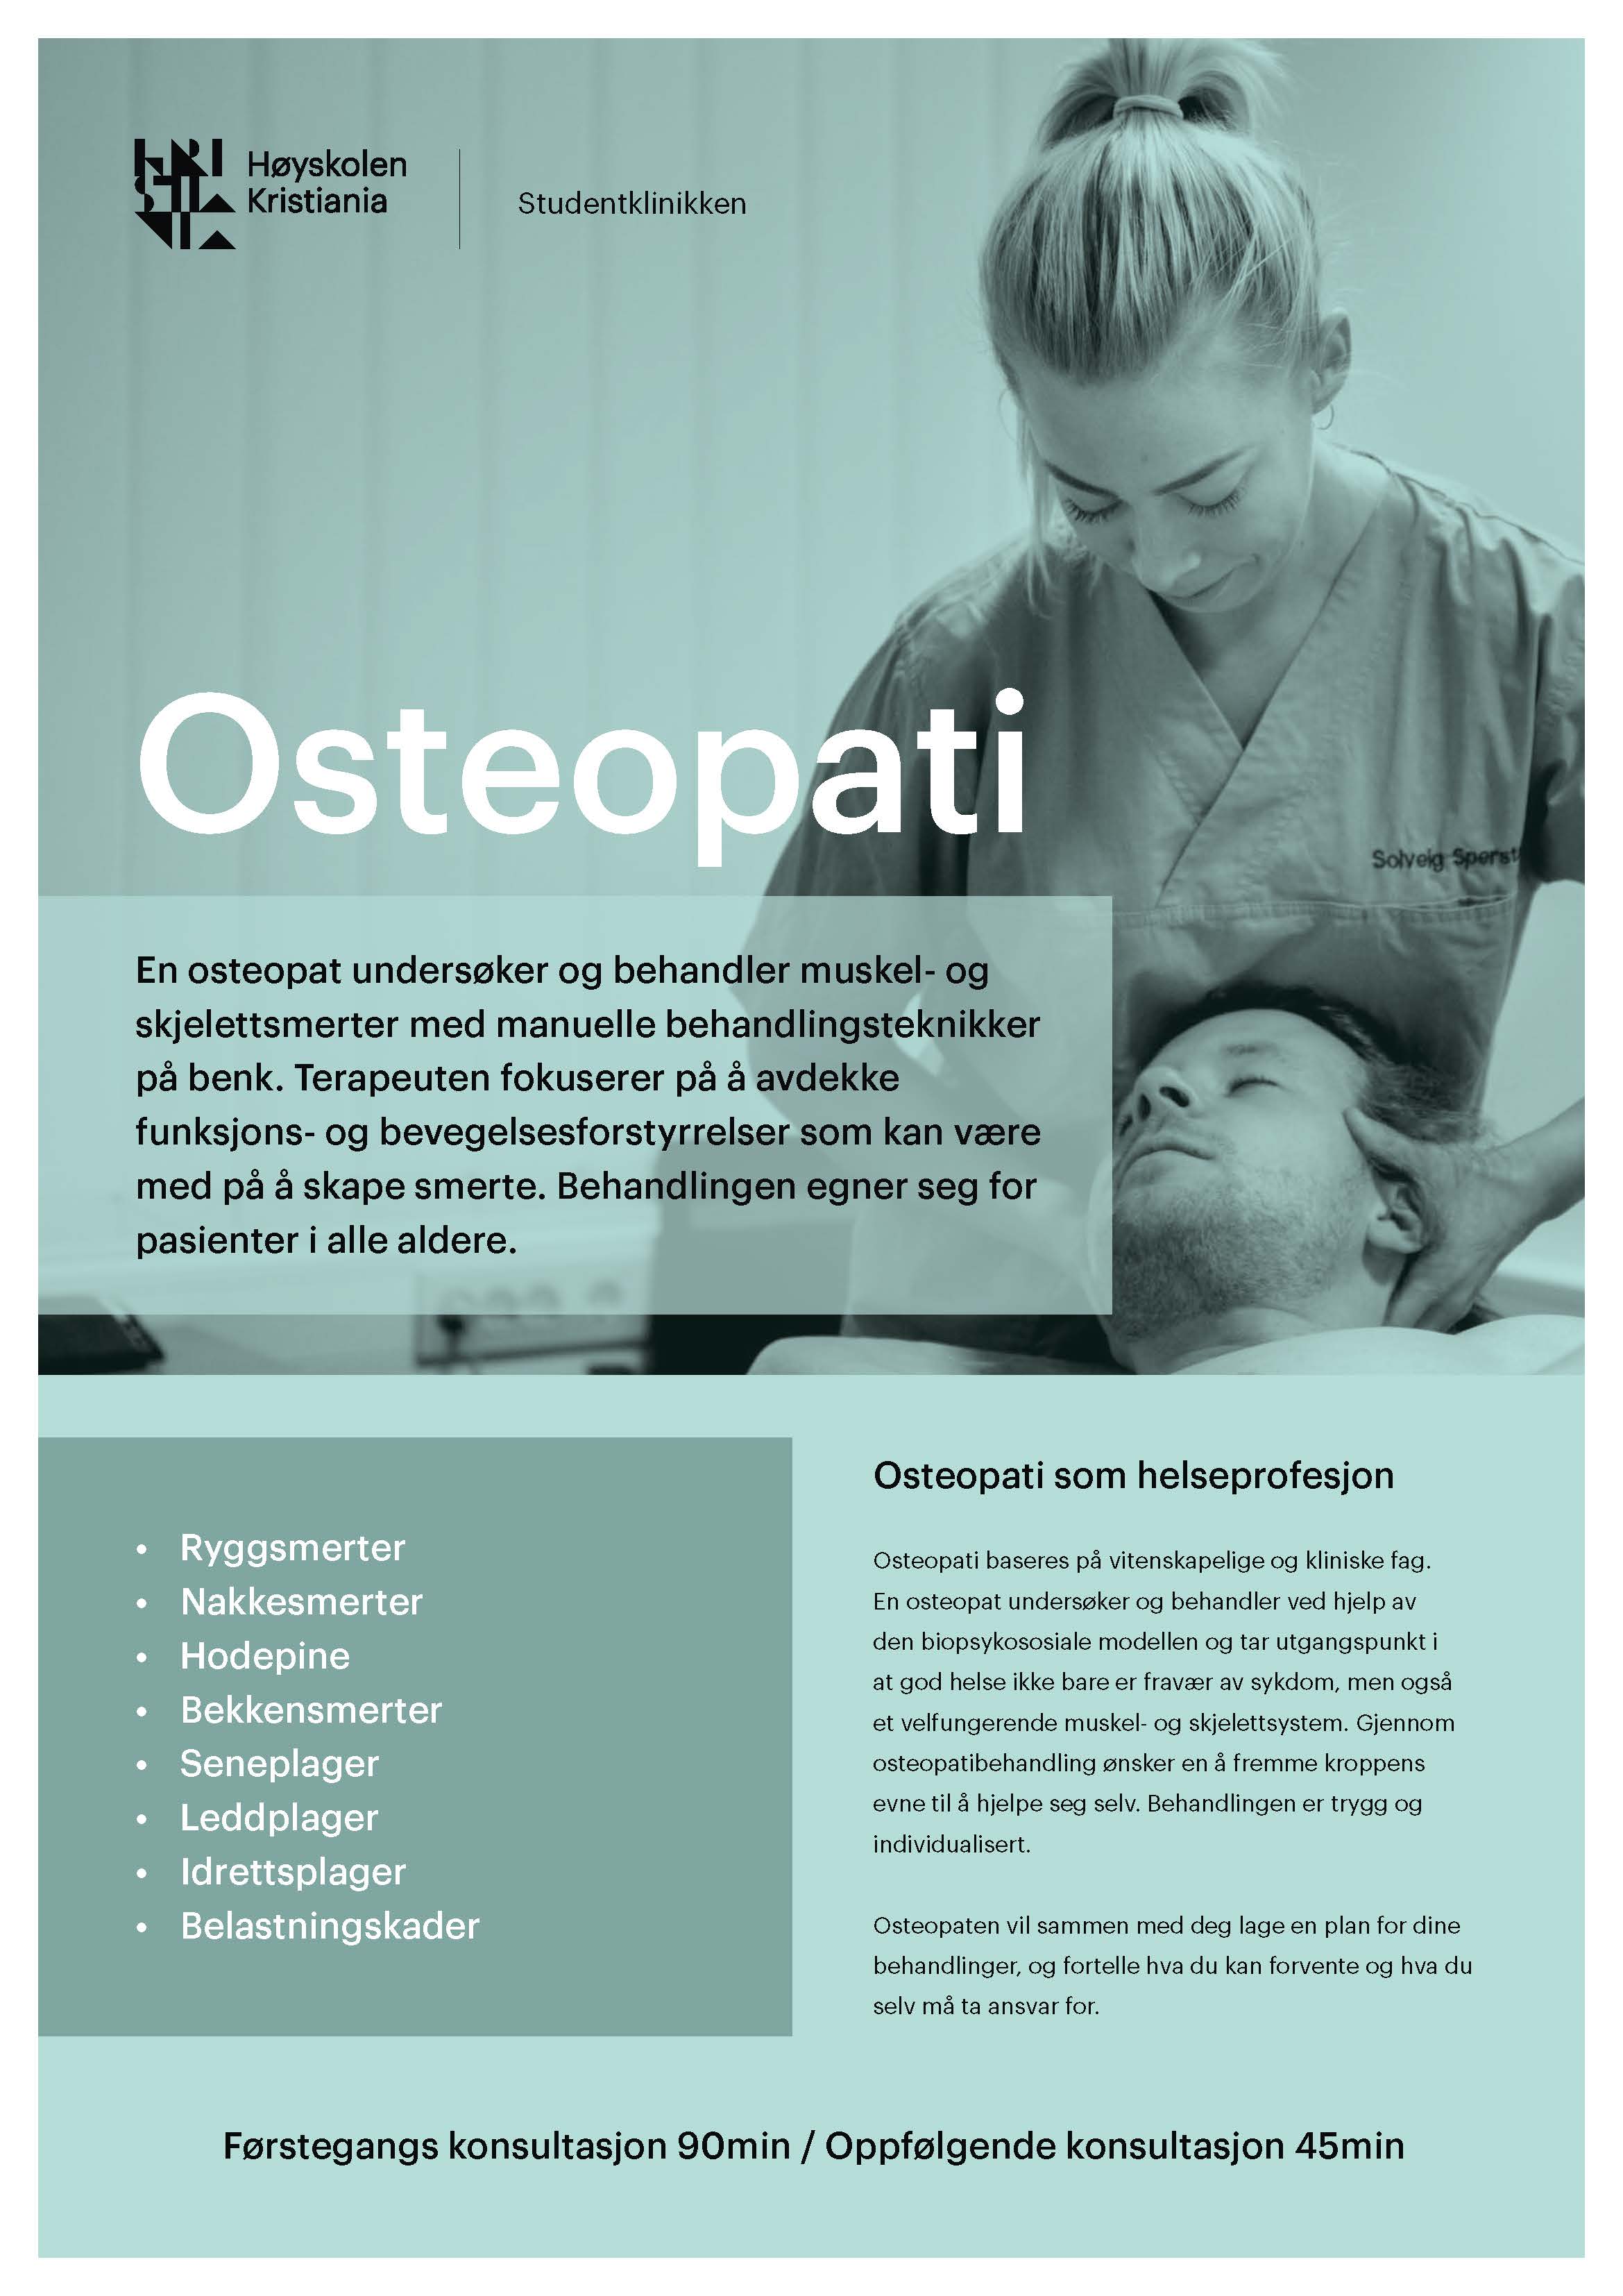 Høyskolen
Kristiania
Studentklinikken
Osteopati
Solveig
En osteopat undersøker og behandler muskel- og
skjelettsmerter med manuelle behandlingsteknikker
på benk. Terapeuten fokuserer på å avdekke
funksjons- og bevegelsesforstyrrelser som kan være
med på å skape smerte. Behandlingen egner seg for
pasienter i alle aldere.
• Ryggsmerter
• Nakkesmerter
• Hodepine
• Bekkensmerter
• Seneplager
• Leddplager
• Idrettsplager
• Belastningskader
Osteopati som helseprofesjon
Osteopati baseres på vitenskapelige og kliniske fag.
En osteopat undersøker og behandler ved hjelp av
den biopsykososiale modellen og tar utgangspunkt i
at god helse ikke bare er fravær av sykdom, men også
et velfungerende muskel- og skjelettsystem. Gjennom
osteopatibehandling ønsker en å fremme kroppens
evne til å hjelpe seg selv. Behandlingen er trygg og
individualisert.
Osteopaten vil sammen med deg lage en plan for dine
behandlinger, og fortelle hva du kan forvente og hva du
selv må ta ansvar for.
Førstegangs konsultasjon 90min / Oppfølgende konsultasjon 45min